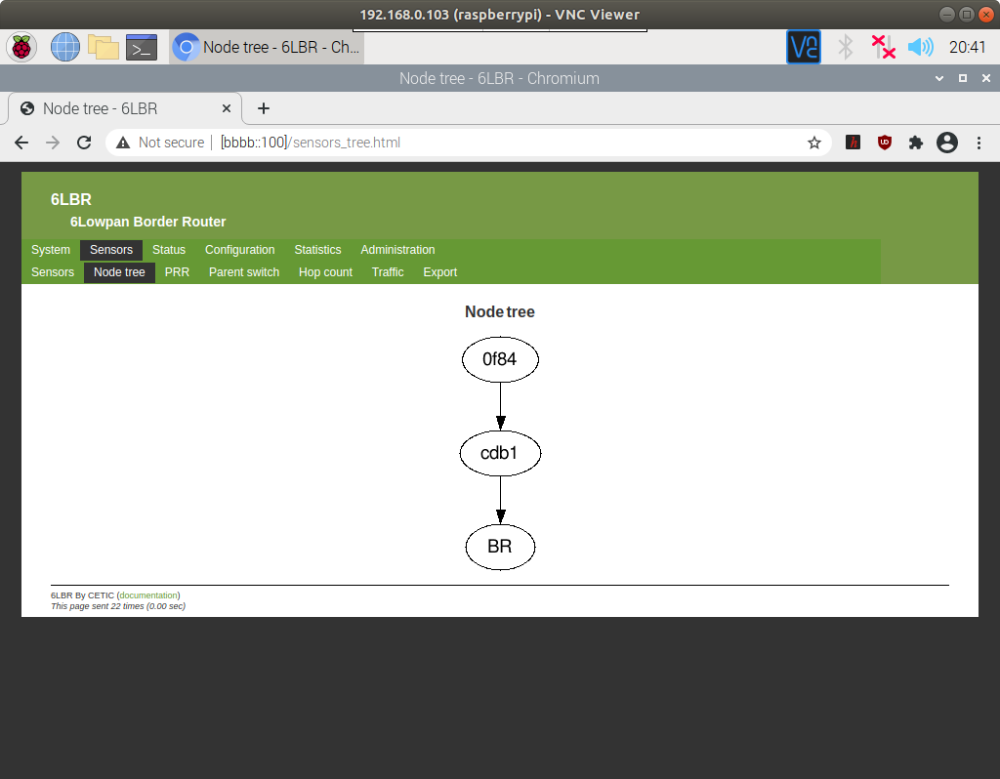 192.168.0.103 (raspberrypi) - VNC Viewer
Node tree - 6LBR - Ch...
20:41
Node tree - 6LBR - Chromium
Node tree - 6LBR
Not secure | [bbbb::100]/sensors_tree.html
6LBR
6Lowpan Border Router
System Sensors Status Configuration Statistics Administration
Sensors Node tree PRR Parent switch Hop count Traffic Export
Node tree
0f84
cdb1
BR
6LBR By CETIC (documentation)
This page sent 22 times (0.00 sec)